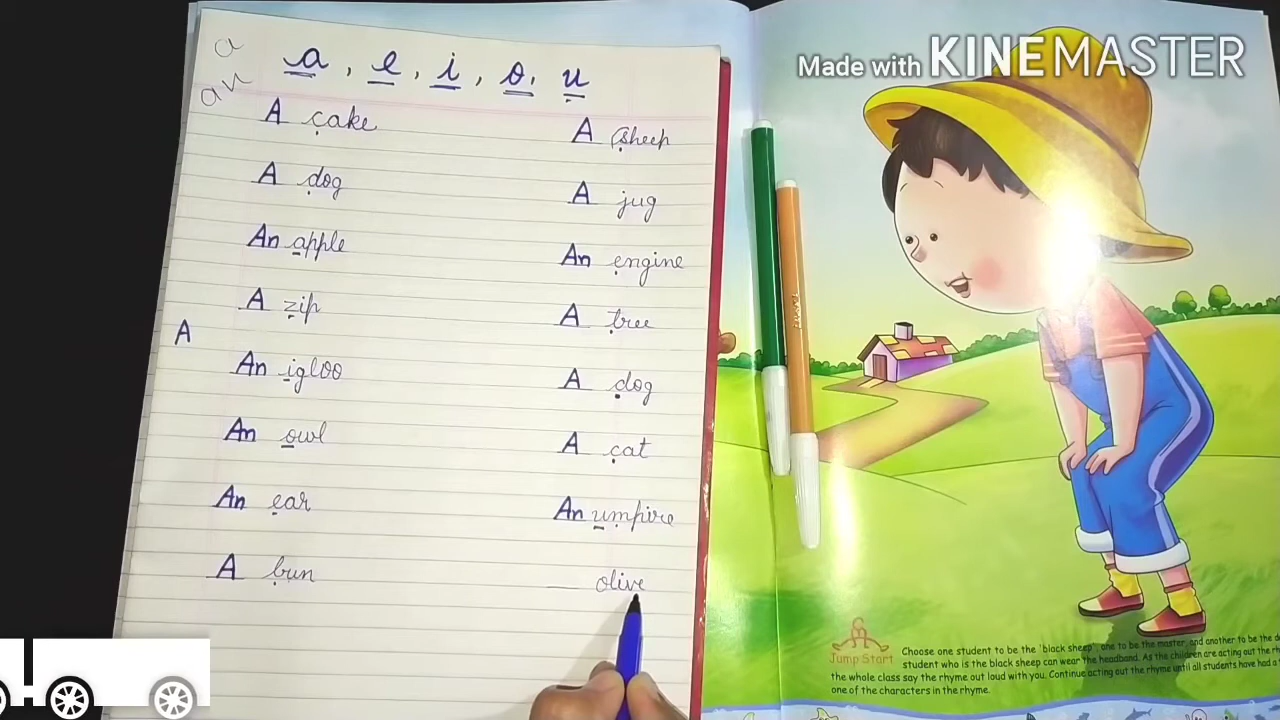 a
an
a, e, i, o, u
A cake
A dog
An apple
A zip
A
An igloo
An owl
An ear
A bun
A sheep
A jug
An engine
A tree
A dog
A cat
An umpire
__ olive
Made with KINEMASTER
Jump Start
Choose one student to be the 'black sheep', one to be the master, and another to be the
student who is the black sheep can wear the headband. As the children are acting out the
the whole class say the rhyme out loud with you. Continue acting out the rhyme until all students have had a
one of the characters in the rhyme.